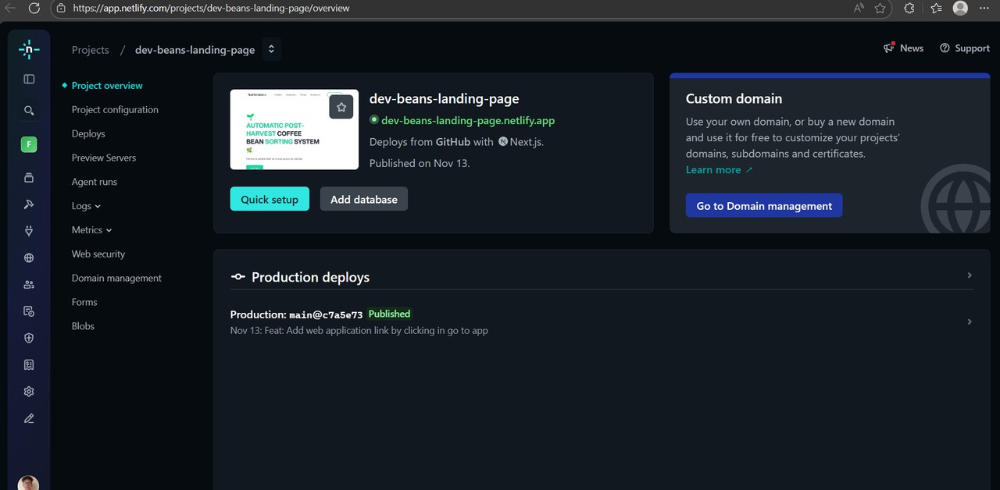 https://app.netlify.com/projects/dev-beans-landing-page/overview
Projects / dev-beans-landing-page
News
Support
Project overview
Project configuration
Deploys
Preview Servers
Agent runs
Logs
Metrics
Web security
Domain management
Forms
Blobs
F
AUTOMATIC POST-
HARVEST COFFEE
BEAN SORTING SYSTEM
dev-beans-landing-page
dev-beans-landing-page.netlify.app
Deploys from GitHub with N Next.js.
Published on Nov 13.
Quick setup
Add database
Custom domain
Use your own domain, or buy a new domain
and use it for free to customize your projects’
domains, subdomains and certificates.
Learn more
Go to Domain management
Production deploys
Production: main@c7a5e73 Published
Nov 13: Feat: Add web application link by clicking in go to app